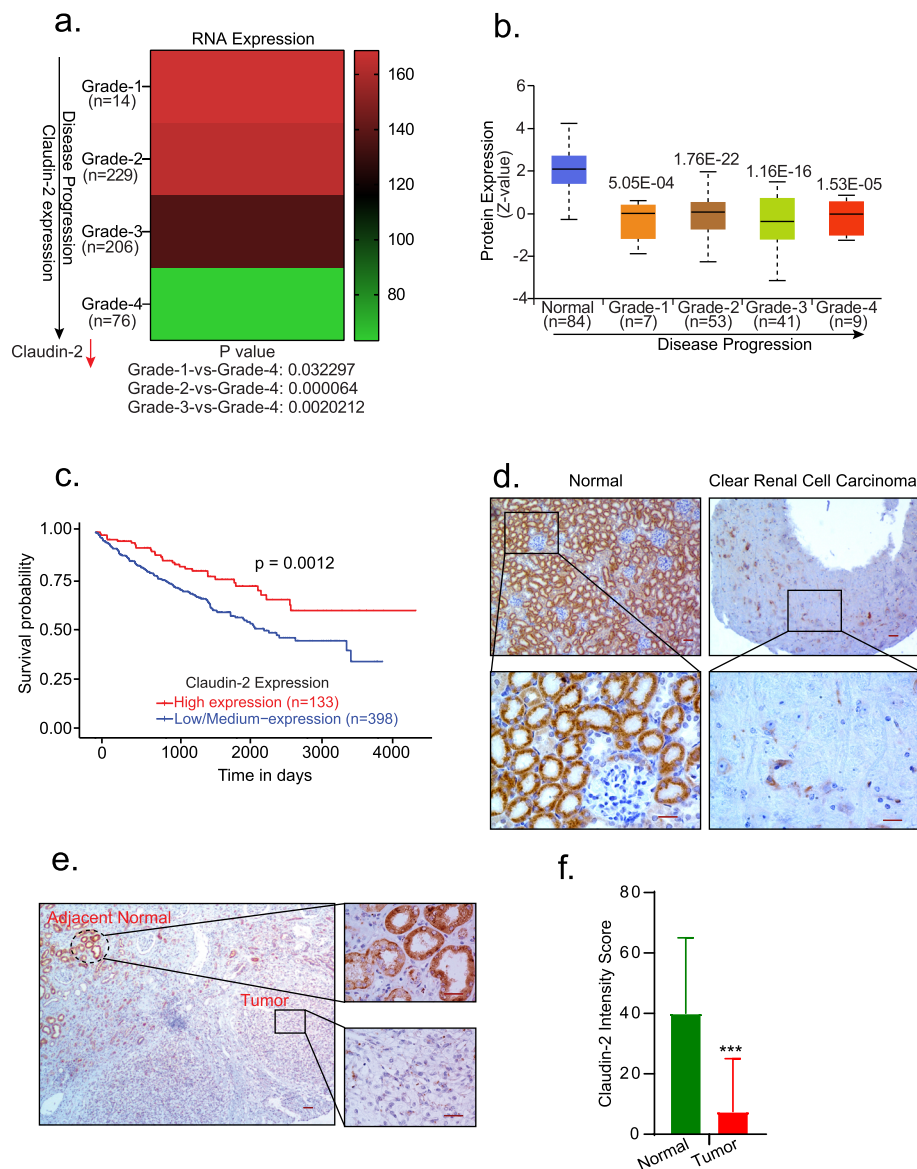 a.
RNA Expression
Disease Progression
Claudin-2 expression
Grade-1
(n=14)
Grade-2
(n=229)
Grade-3
(n=206)
Grade-4
(n=76)
160
140
120
100
80
Claudin-2
P value
Grade-1-vs-Grade-4: 0.032297
Grade-2-vs-Grade-4: 0.000064
Grade-3-vs-Grade-4: 0.0020212
b.
Protein Expression
(Z-value)
6
4
2
0
-2
-4
5.05E-04
1.76E-22
1.16E-16
1.53E-05
Normal
(n=84)
Grade-1
(n=7)
Grade-2
(n=53)
Grade-3
(n=41)
Grade-4
(n=9)
Disease Progression
c.
Survival probability
1.00
0.75
0.50
0.25
0.00
p = 0.0012
Claudin-2 Expression
High expression (n=133)
Low/Medium-expression (n=398)
0 1000 2000 3000 4000
Time in days
d.
Normal
Clear Renal Cell Carcinoma
e.
Adjacent Normal
Tumor
f.
Claudin-2 Intensity Score
80
60
40
20
0
***
Normal
Tumor